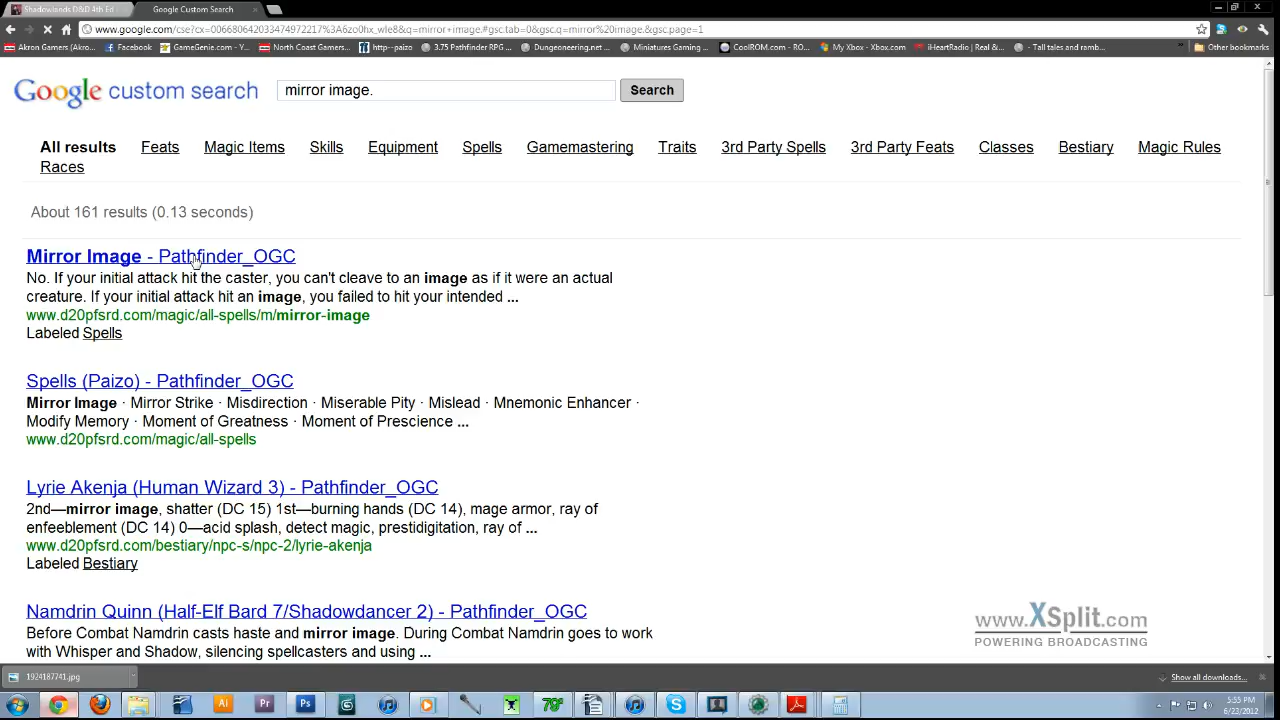 Shadowlands D&D 4th Ed
Google Custom Search
www.google.com/cse?cx=006680642033474972217%3A6zo0hx_wle8&q=mirror+image.#gsc.tab=0&gsc.q=mirror%20image.&gsc.page=1
Akron Gamers (Akro... Facebook GameGenie.com - Y... North Coast Gamers... http--paizo 3.75 Pathfinder RPG ... Dungeoneering.net ... Miniatures Gaming ... CoolROM.com - RO... My Xbox - Xbox.com iHeartRadio | Real &... - Tall tales and ramb... » Other bookmarks
Google custom search mirror image. Search
All results Feats Magic Items Skills Equipment Spells Gamemastering Traits 3rd Party Spells 3rd Party Feats Classes Bestiary Magic Rules
Races
About 161 results (0.13 seconds)
Mirror Image - Pathfinder_OGC
No. If your initial attack hit the caster, you can't cleave to an image as if it were an actual
creature. If your initial attack hit an image, you failed to hit your intended ...
www.d20pfsrd.com/magic/all-spells/m/mirror-image
Labeled Spells
Spells (Paizo) - Pathfinder_OGC
Mirror Image · Mirror Strike · Misdirection · Miserable Pity · Mislead · Mnemonic Enhancer ·
Modify Memory · Moment of Greatness · Moment of Prescience ...
www.d20pfsrd.com/magic/all-spells
Lyrie Akenja (Human Wizard 3) - Pathfinder_OGC
2nd—mirror image, shatter (DC 15) 1st—burning hands (DC 14), mage armor, ray of
enfeeblement (DC 14) 0—acid splash, detect magic, prestidigitation, ray of ...
www.d20pfsrd.com/bestiary/npc-s/npc-2/lyrie-akenja
Labeled Bestiary
Namdrin Quinn (Half-Elf Bard 7/Shadowdancer 2) - Pathfinder_OGC
Before Combat Namdrin casts haste and mirror image. During Combat Namdrin goes to work
with Whisper and Shadow, silencing spellcasters and using ...
www.XSplit.com
POWERING BROADCASTING
1924187741.jpg
Show all downloads...
Ai Pr Ps
5:35 PM
6/23/2012